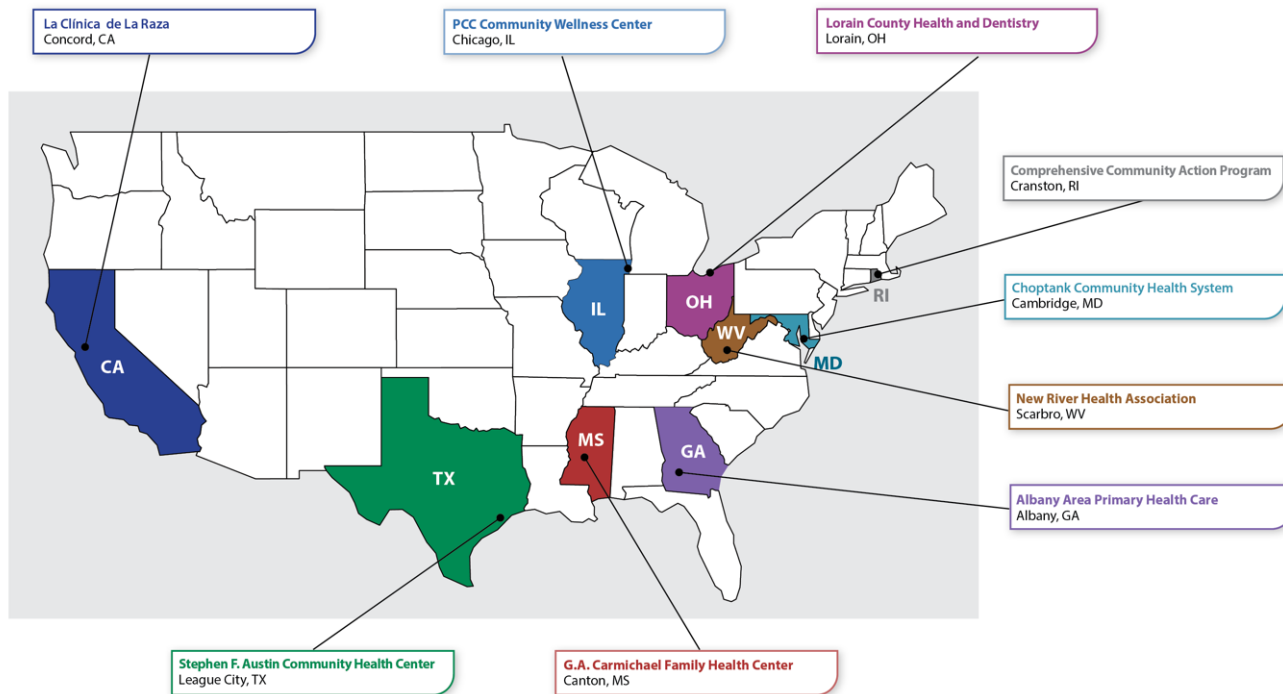 La Clínica de La Raza
Concord, CA
PCC Community Wellness Center
Chicago, IL
Lorain County Health and Dentistry
Lorain, OH
Comprehensive Community Action Program
Cranston, RI
Choptank Community Health System
Cambridge, MD
New River Health Association
Scarbro, WV
Albany Area Primary Health Care
Albany, GA
Stephen F. Austin Community Health Center
League City, TX
G.A. Carmichael Family Health Center
Canton, MS
CA
IL
OH
WV
RI
MD
TX
MS
GA